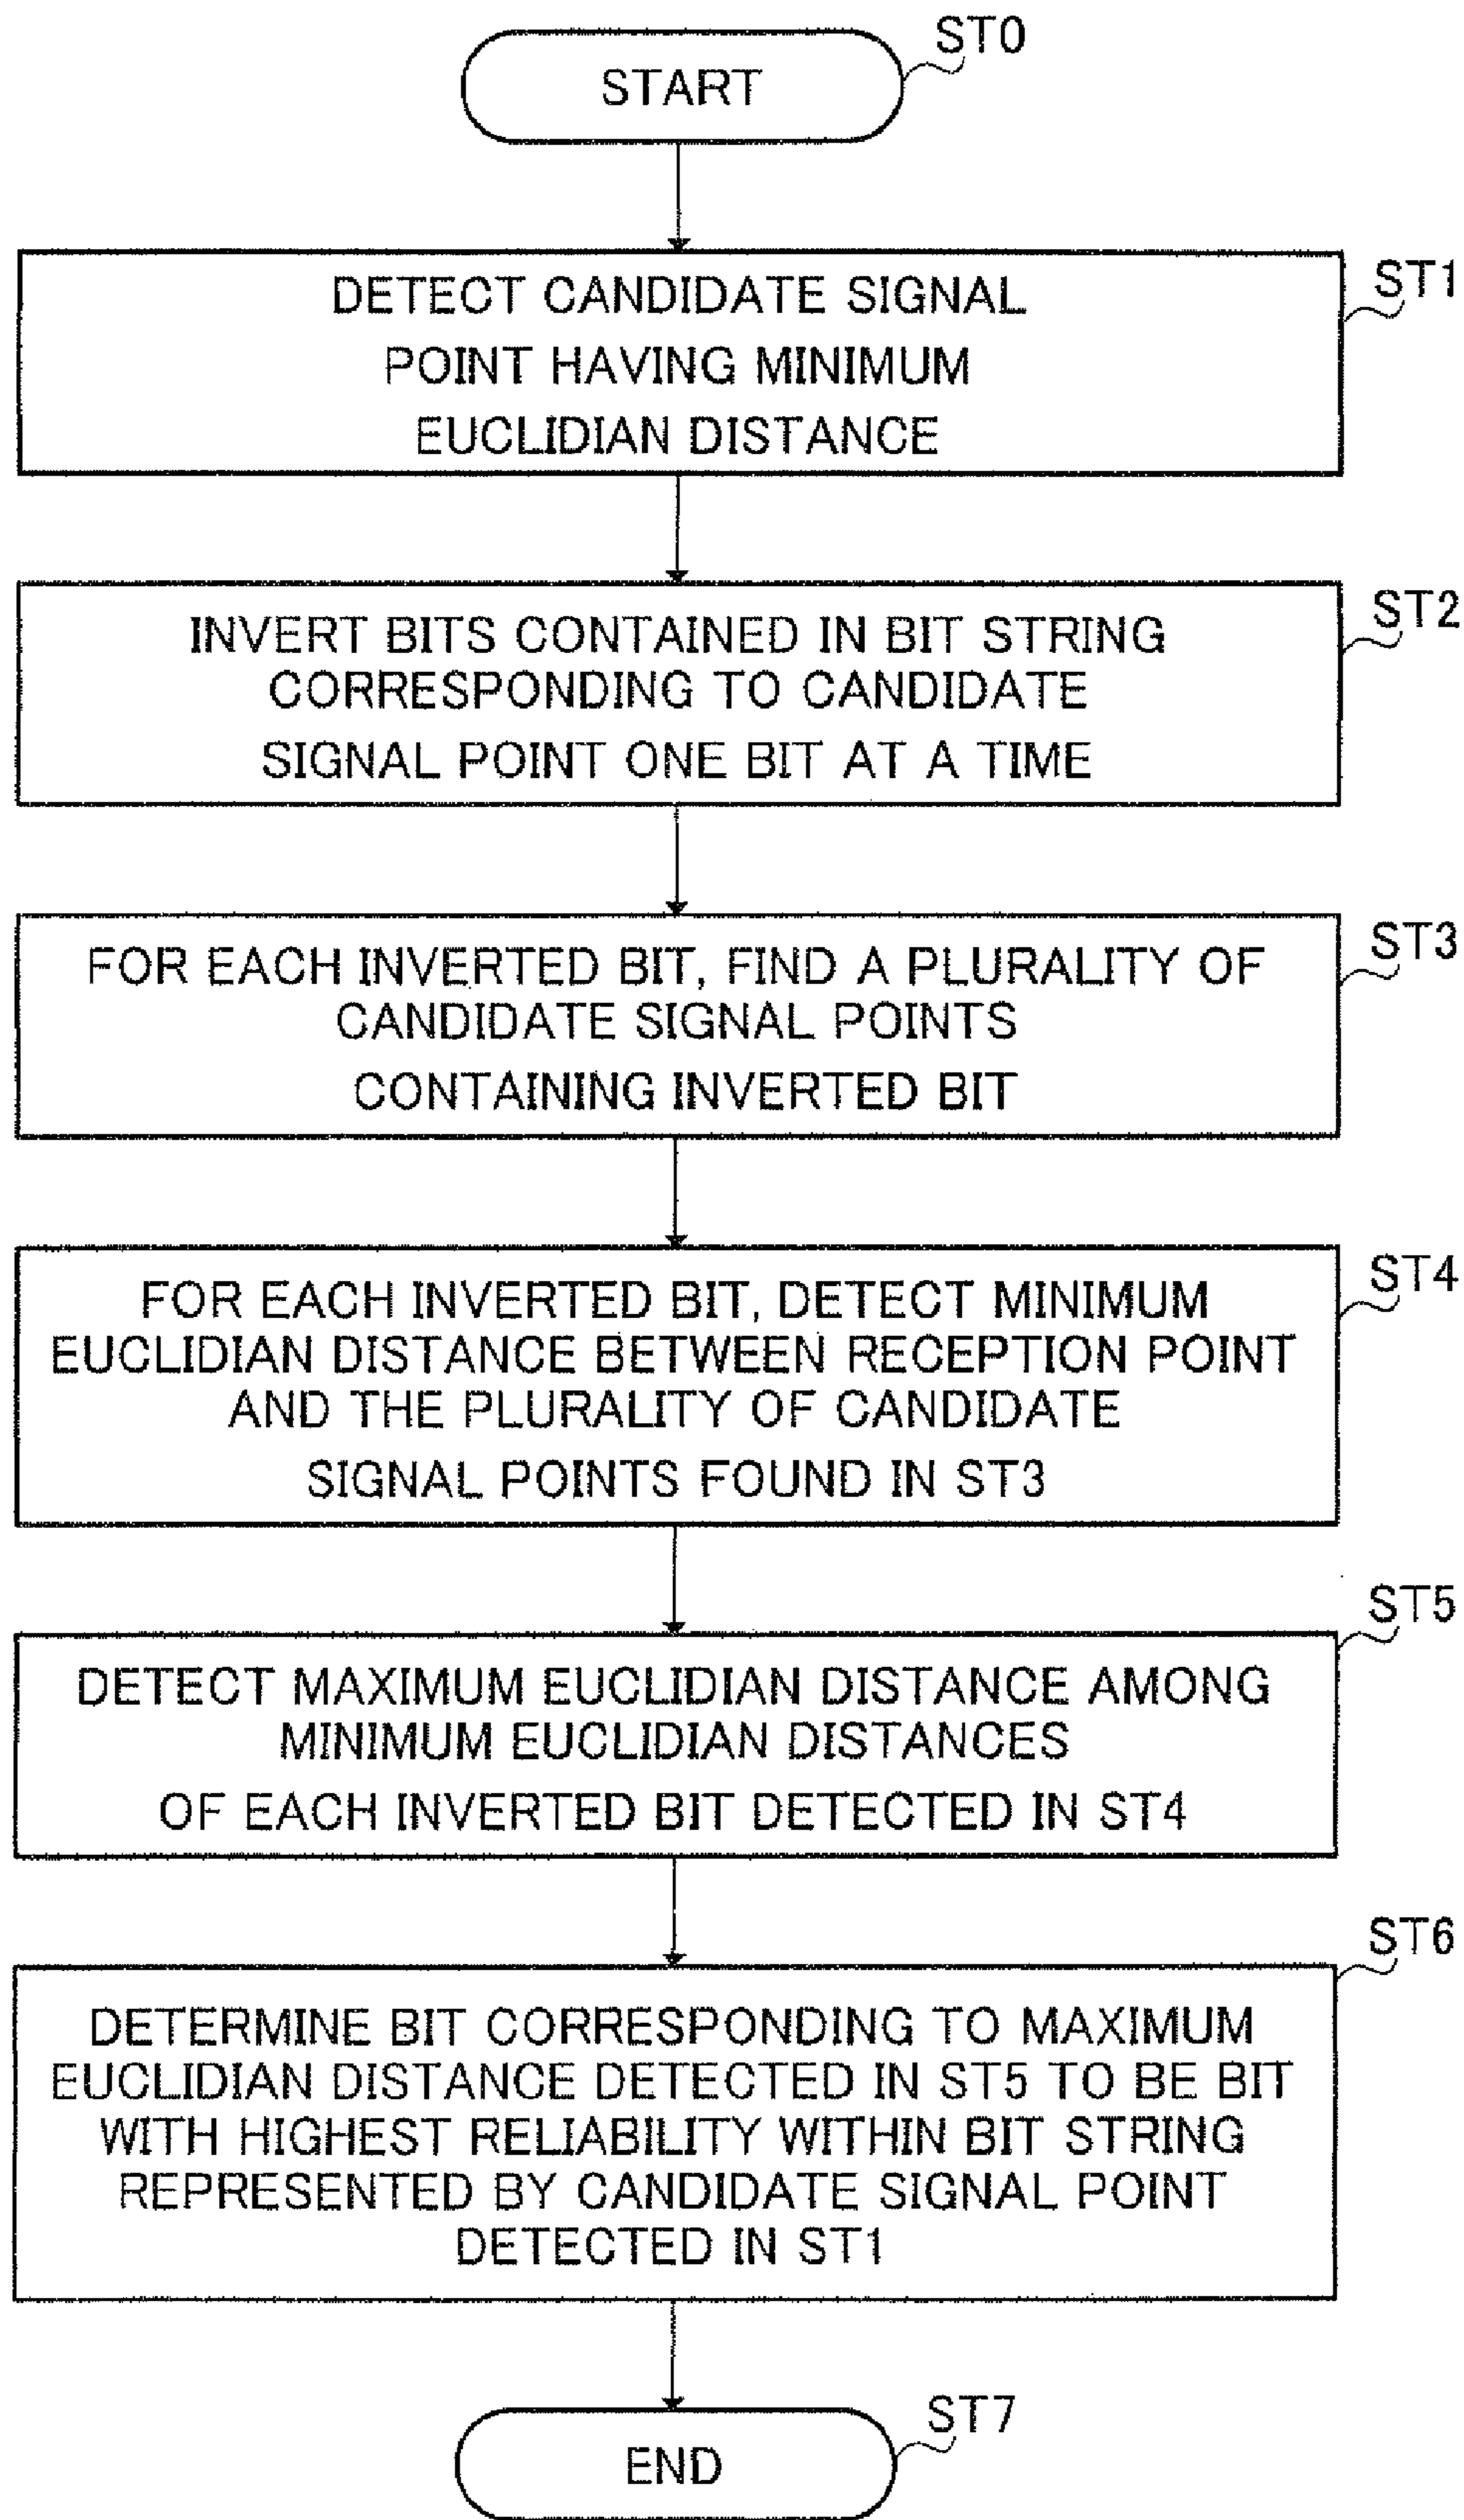 ST0
START
ST1
DETECT CANDIDATE SIGNAL
POINT HAVING MINIMUM
EUCLIDIAN DISTANCE
ST2
INVERT BITS CONTAINED IN BIT STRING
CORRESPONDING TO CANDIDATE
SIGNAL POINT ONE BIT AT A TIME
ST3
FOR EACH INVERTED BIT, FIND A PLURALITY OF
CANDIDATE SIGNAL POINTS
CONTAINING INVERTED BIT
ST4
FOR EACH INVERTED BIT, DETECT MINIMUM
EUCLIDIAN DISTANCE BETWEEN RECEPTION POINT
AND THE PLURALITY OF CANDIDATE
SIGNAL POINTS FOUND IN ST3
ST5
DETECT MAXIMUM EUCLIDIAN DISTANCE AMONG
MINIMUM EUCLIDIAN DISTANCES
OF EACH INVERTED BIT DETECTED IN ST4
ST6
DETERMINE BIT CORRESPONDING TO MAXIMUM
EUCLIDIAN DISTANCE DETECTED IN ST5 TO BE BIT
WITH HIGHEST RELIABILITY WITHIN BIT STRING
REPRESENTED BY CANDIDATE SIGNAL POINT
DETECTED IN ST1
ST7
END